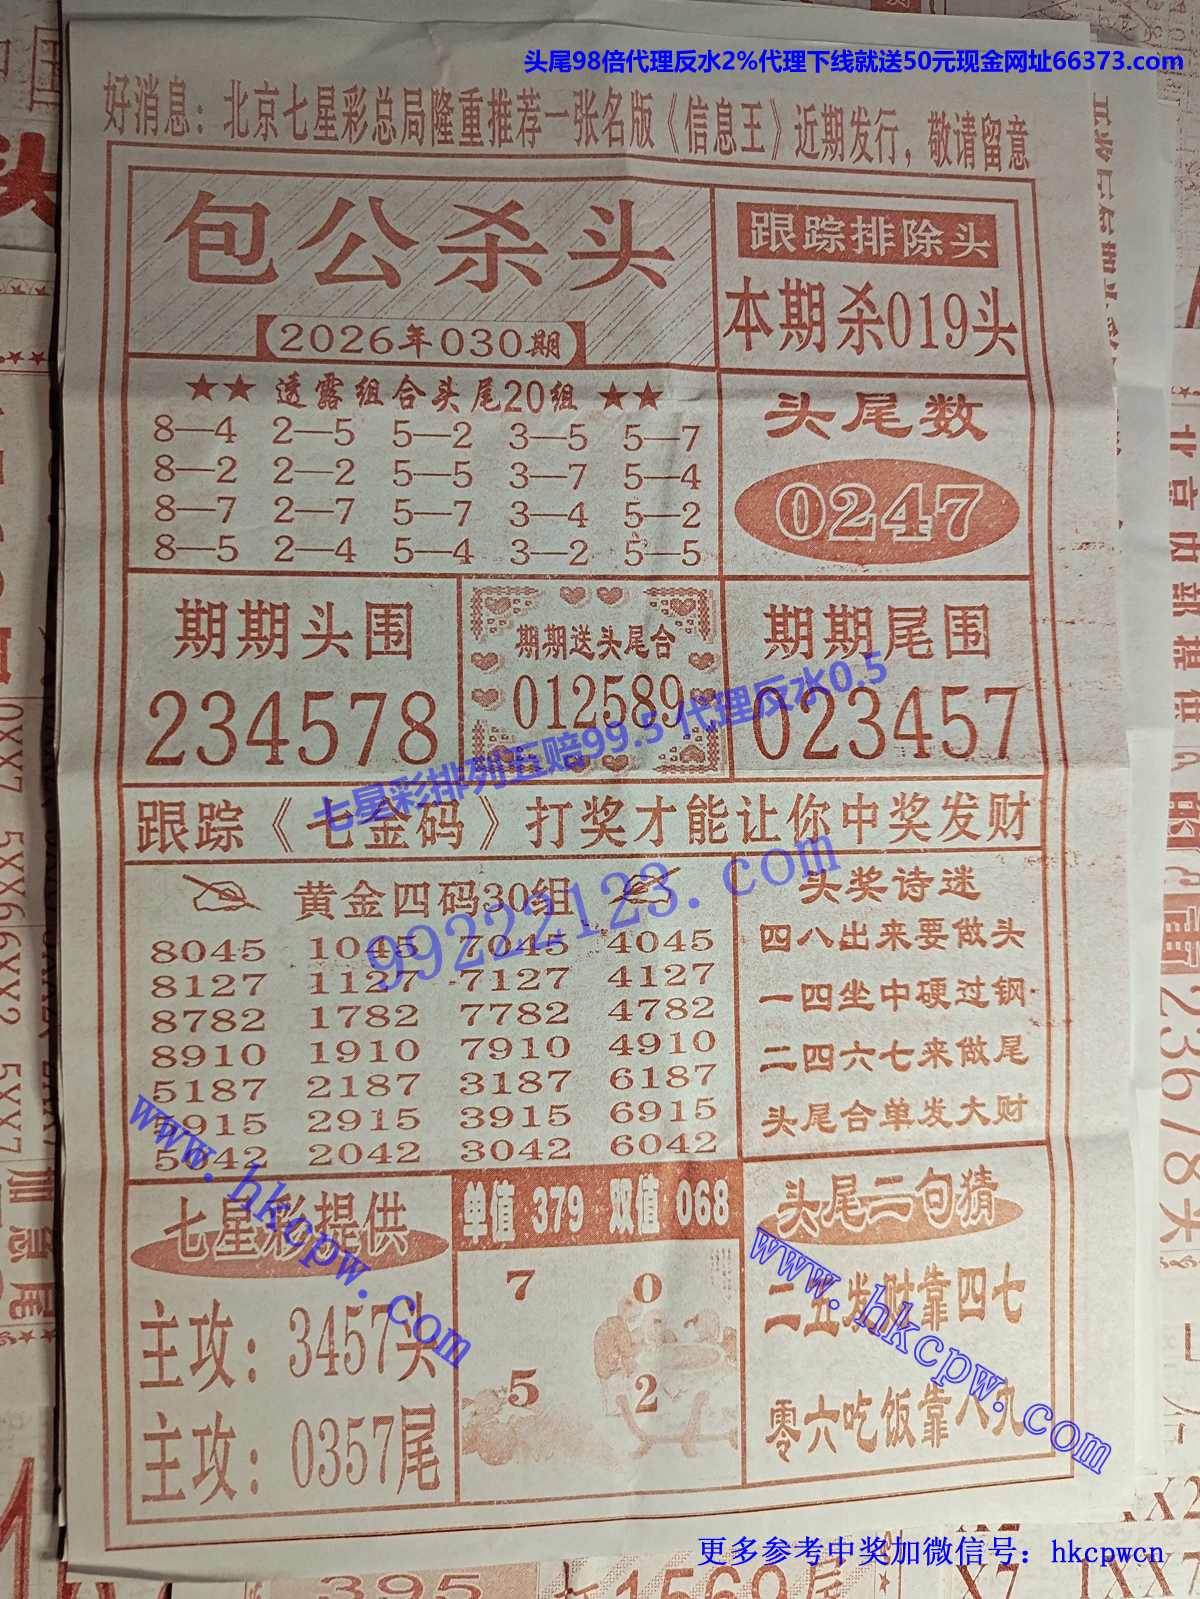 头尾98倍代理反水2%代理下线就送50元现金网址66373.com
好消息：北京七星彩总局隆重推荐一张名版《信息王》近期发行，敬请留意
包公杀头
【2026年030期】
跟踪排除头
本期杀019头
★★ 透露组合头尾20组 ★★
8—4 2—5 5—2 3—5 5—7
8—2 2—2 5—5 3—7 5—4
8—7 2—7 5—7 3—4 5—2
8—5 2—4 5—4 3—2 5—5
头尾数
0247
期期头围
234578
期期送头尾合
012589
期期尾围
023457
七星彩排列五赔99.5 代理反水0.5
跟踪《七金码》打奖才能让你中奖发财
99222123.com
黄金四码30组
8045 1045 7045 4045
8127 1127 7127 4127
8782 1782 7782 4782
8910 1910 7910 4910
5187 2187 3187 6187
5915 2915 3915 6915
5042 2042 3042 6042
头奖诗迷
四八出来要做头
一四坐中硬过钢
二四六七来做尾
头尾合单发大财
七星彩提供
主攻：3457头
主攻：0357尾
www.hkcpw.com
单值 379 双值 068
7 0
5 2
头尾二句猜
二五发财靠四七
零六吃饭靠八九
www.hkcpw.com
更多参考中奖加微信号：hkcpwcn